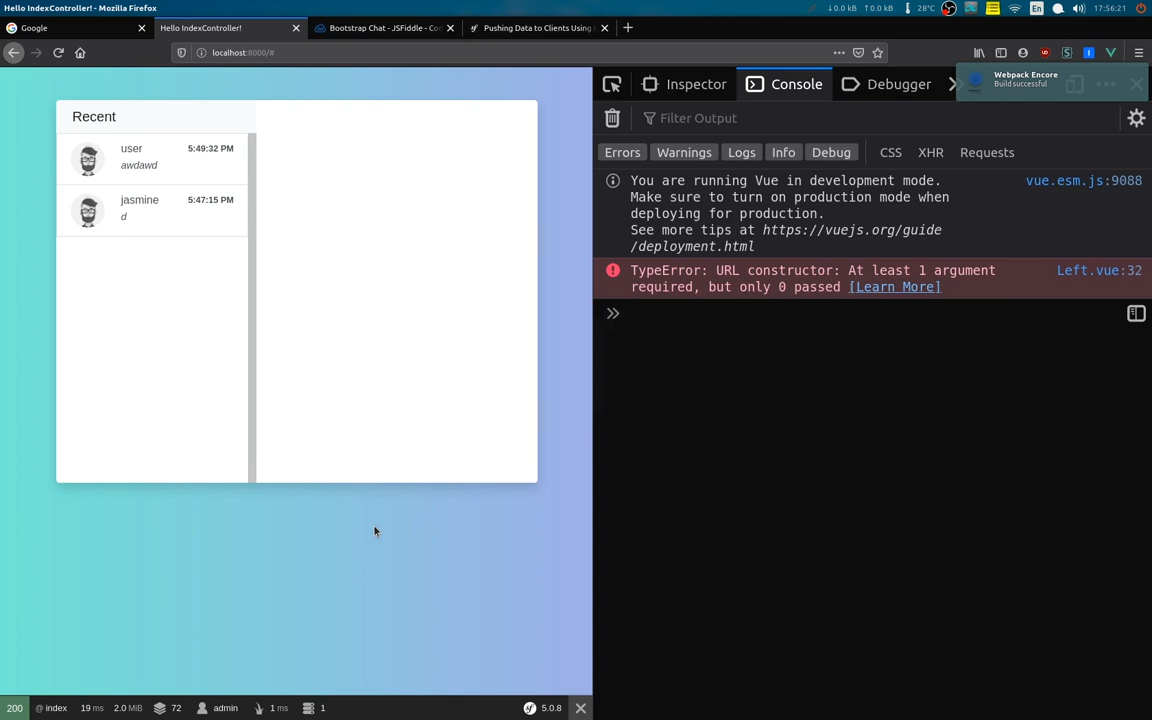 Hello IndexController! - Mozilla Firefox
↓0.0 kB ↑0.0 kB 28°C En 17:56:21
Google
Hello IndexController!
Bootstrap Chat - JSFiddle - Co
Pushing Data to Clients Using
localhost:8000/#
Recent
user 5:49:32 PM
awdawd
jasmine 5:47:15 PM
d
Inspector Console Debugger
Webpack Encore
Build successful
Filter Output
Errors Warnings Logs Info Debug CSS XHR Requests
You are running Vue in development mode. vue.esm.js:9088
Make sure to turn on production mode when
deploying for production.
See more tips at https://vuejs.org/guide
/deployment.html
TypeError: URL constructor: At least 1 argument Left.vue:32
required, but only 0 passed [Learn More]
200 @ index 19 ms 2.0 MiB 72 admin 1 ms 1 5.0.8